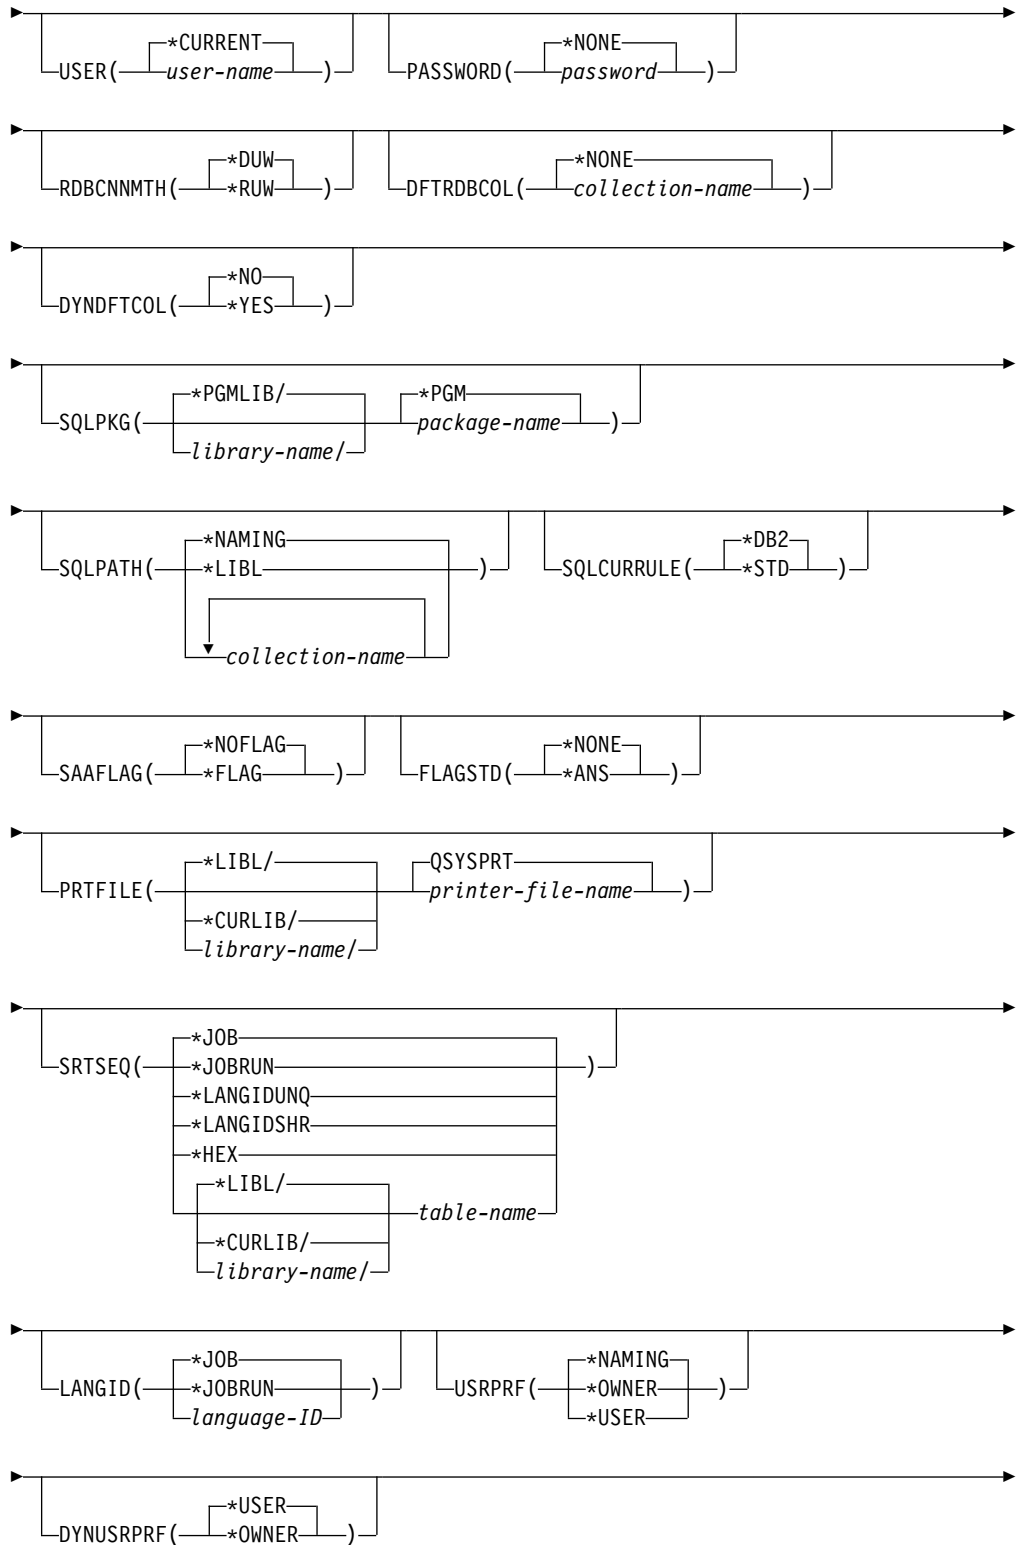 *CURRENT *NONE
USER( user-name ) PASSWORD( password )
*DUW *NONE
RDBCNNMTH( *RUW ) DFTRDBCOL( collection-name )
*NO
DYNDFTCOL( *YES )
*PGMLIB/ *PGM
SQLPKG( package-name )
library-name/
*NAMING *DB2
SQLPATH( *LIBL ) SQLCURRULE( *STD )
collection-name
*NOFLAG *NONE
SAAFLAG( *FLAG ) FLAGSTD( *ANS )
*LIBL/ QSYSPRT
PRTFILE( printer-file-name )
*CURLIB/
library-name/
*JOB
SRTSEQ( *JOBRUN )
*LANGIDUNQ
*LANGIDSHR
*HEX
*LIBL/
table-name
*CURLIB/
library-name/
*JOB *NAMING
LANGID( *JOBRUN ) USRPRF( *OWNER )
language-ID *USER
*USER
DYNUSRPRF( *OWNER )